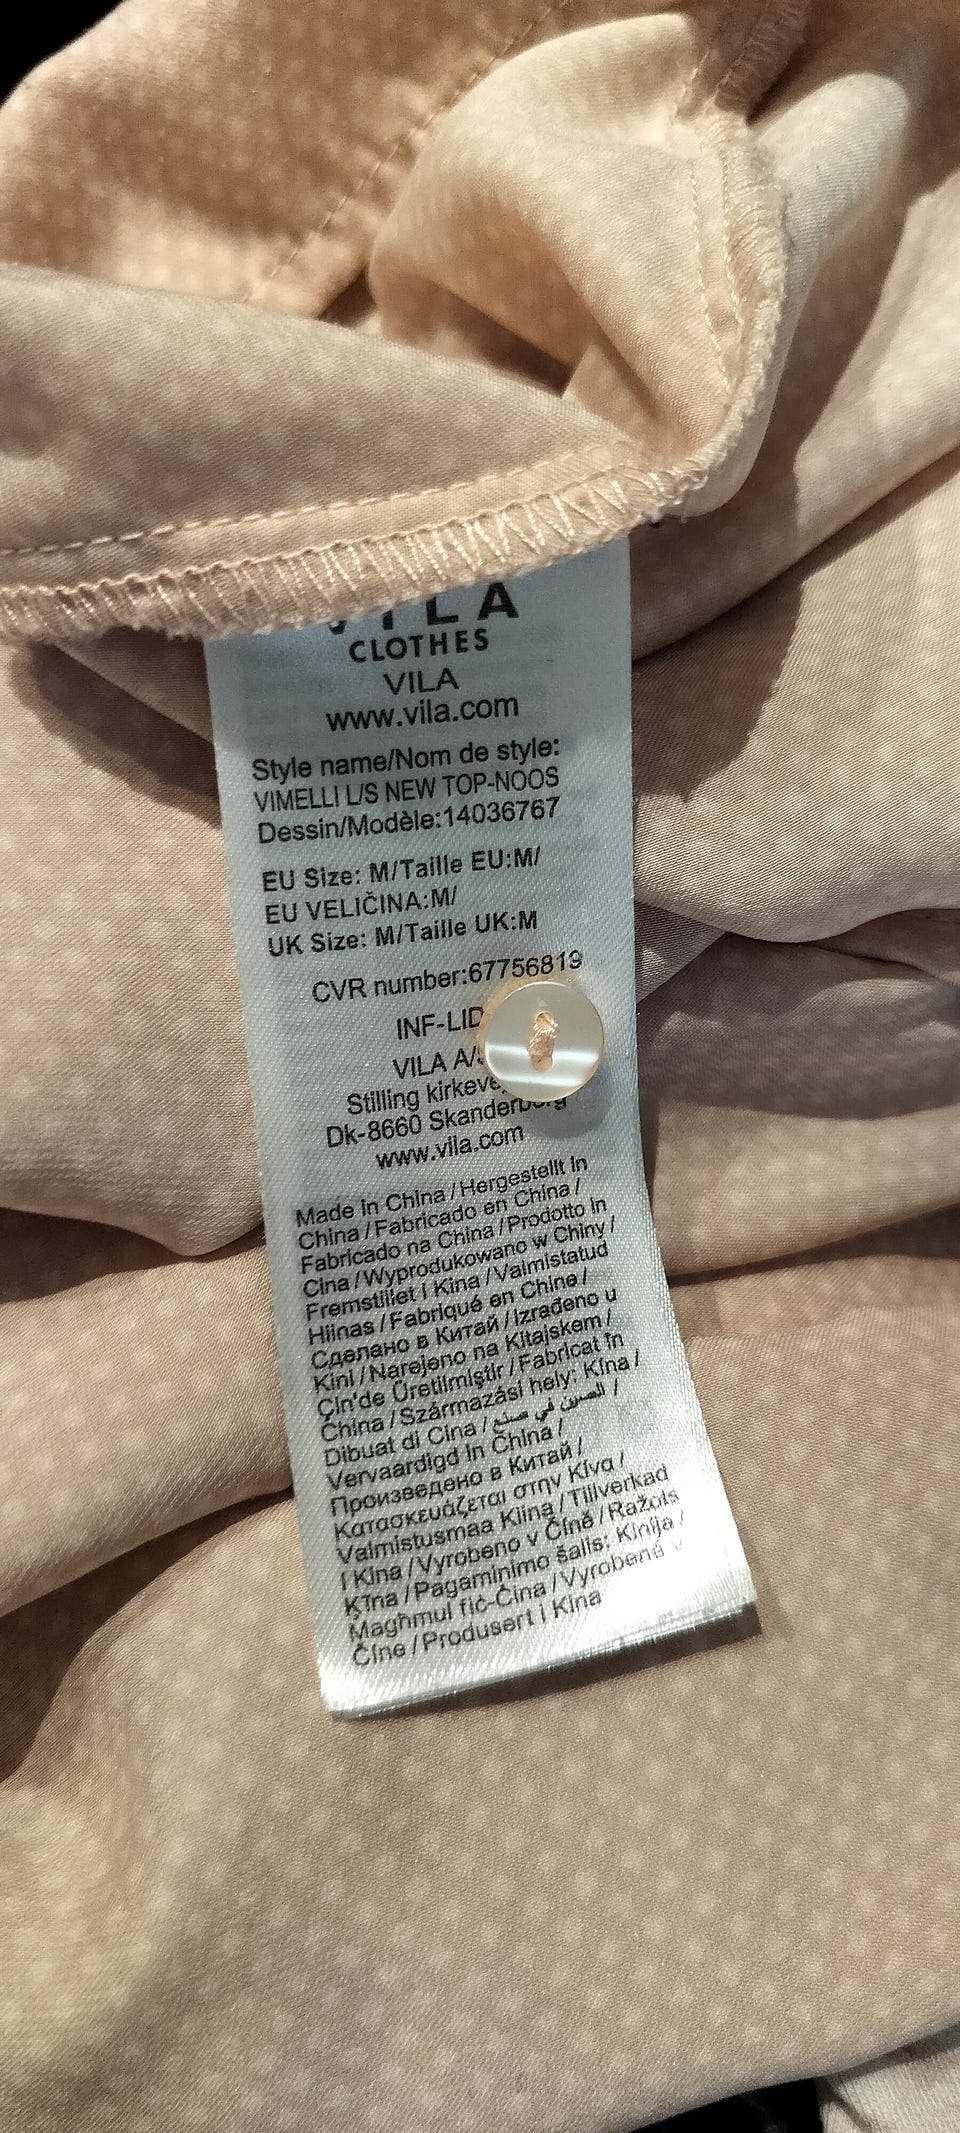 VILA
CLOTHES
VILA
www.vila.com
Style name/Nom de style:
VIMELLI L/S NEW TOP-NOOS
Dessin/Modèle:14036767
EU Size: M/Taille EU:M/
EU VELIČINA:M/
UK Size: M/Taille UK:M
CVR number:67756819
INF-LID
VILA A/
Stilling kirkeve
Dk-8660 Skanderborg
www.vila.com
Made in China / Hergestellt in
China / Fabricado en China /
Fabricado na China / Prodotto in
Cina / Wyprodukowano w Chiny /
Fremstillet i Kina / Valmistatud
Hiinas / Fabriqué en Chine /
Сделано в Китай / Izrađeno u
Kini / Narejeno na Kitajskem /
Çin'de Üretilmiştir / Fabricat în
China / Származási hely: Kína /
Dibuat di Cina / الصين في صنع /
Vervaardigd in China /
Произведено в Китай /
Κατασκευάζεται στην Κίνα /
Valmistusmaa Kiina / Tillverkad
i Kina / Vyrobeno v Číně / Ražots
Ķīna / Pagaminimo šalis: Kinija /
Magħmul fiċ-Ċina / Vyrobené v
Číne / Produsert i Kina